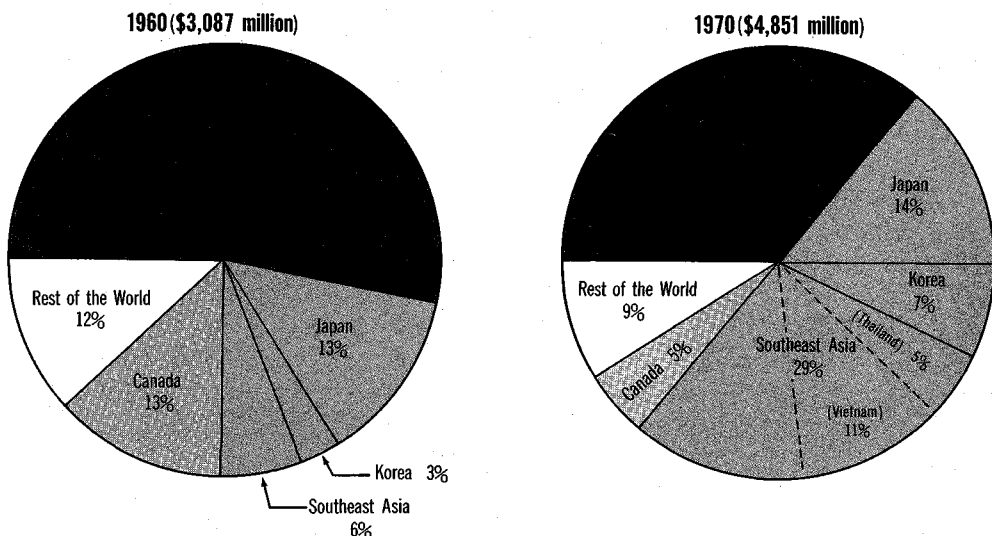 1960 ($3,087 million)
Rest of the World
12%
Canada
13%
Japan
13%
Korea 3%
Southeast Asia
6%
1970 ($4,851 million)
Japan
14%
Korea
7%
(Thailand) 5%
Southeast Asia
29%
(Vietnam)
11%
Canada 5%
Rest of the World
9%